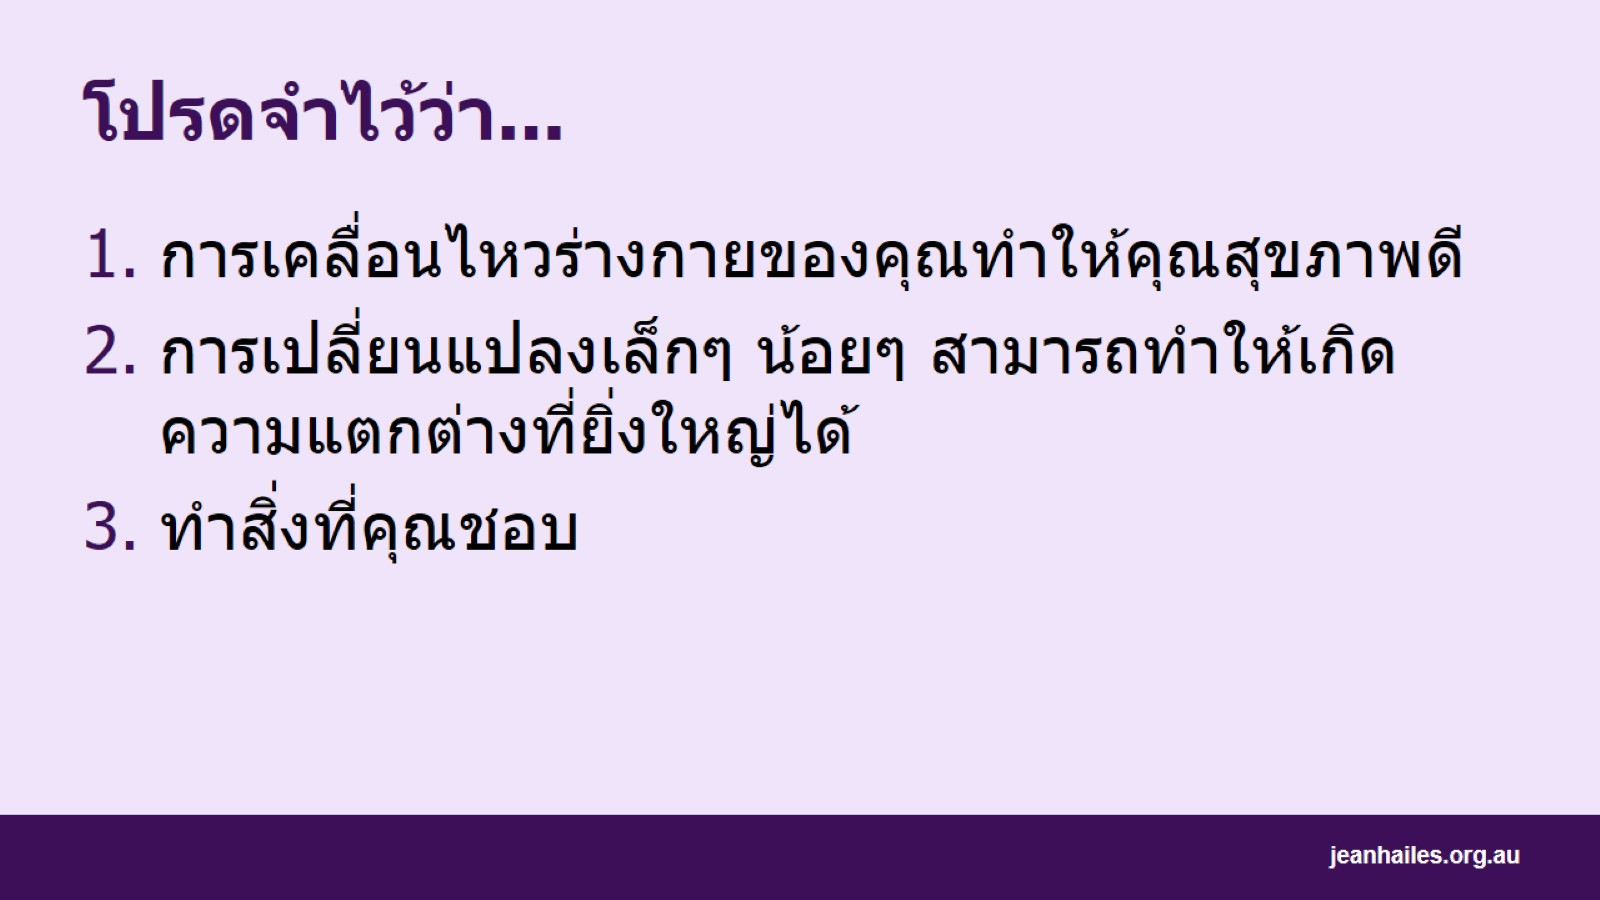 โปรดจำไว้ว่า...
1. การเคลื่อนไหวร่างกายของคุณทำให้คุณสุขภาพดี
2. การเปลี่ยนแปลงเล็กๆ น้อยๆ สามารถทำให้เกิด
ความแตกต่างที่ยิ่งใหญ่ได้
3. ทำสิ่งที่คุณชอบ
jeanhailes.org.au